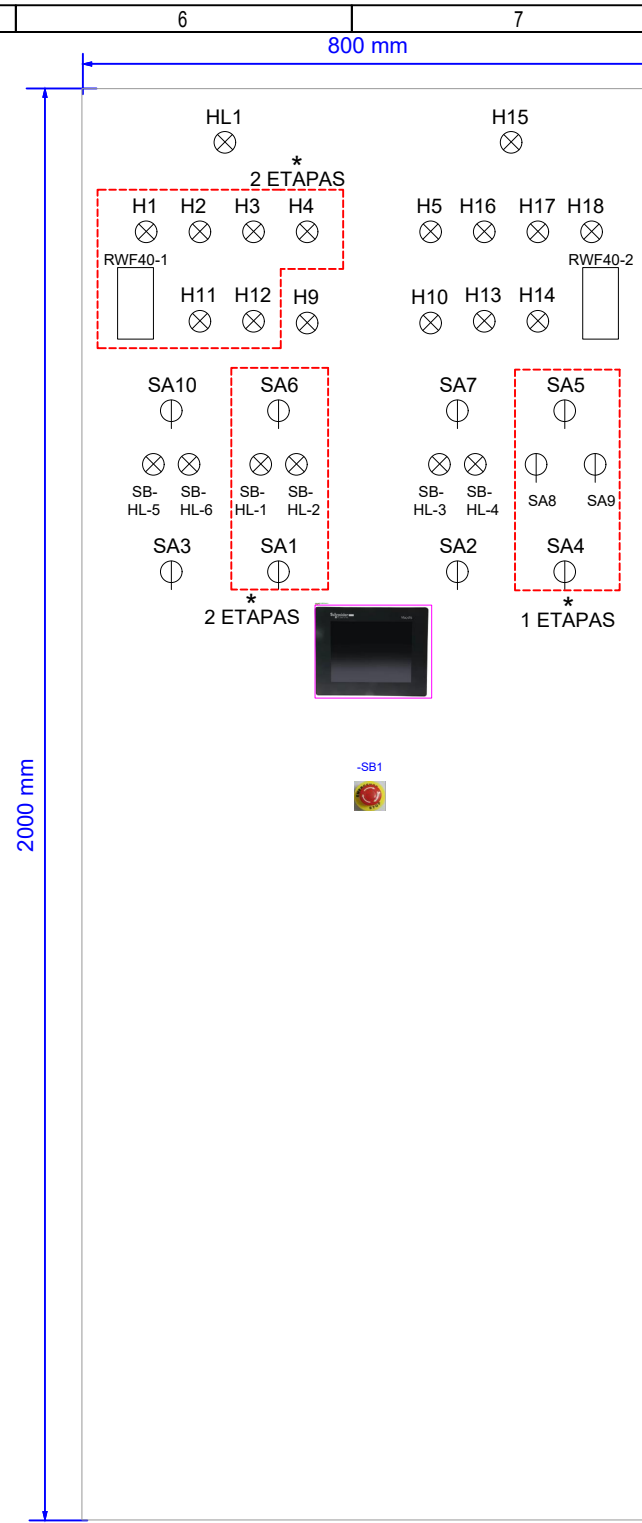 6 7
800 mm
HL1 H15
*
2 ETAPAS
H1 H2 H3 H4 H5 H16 H17 H18
RWF40-1 RWF40-2
H11 H12 H9 H10 H13 H14
SA10 SA6 SA7 SA5
SB-HL-5 SB-HL-6 SB-HL-1 SB-HL-2 SB-HL-3 SB-HL-4 SA8 SA9
SA3 SA1 SA2 SA4
*
2 ETAPAS
*
1 ETAPAS
Schneider
2000 mm
-SB1